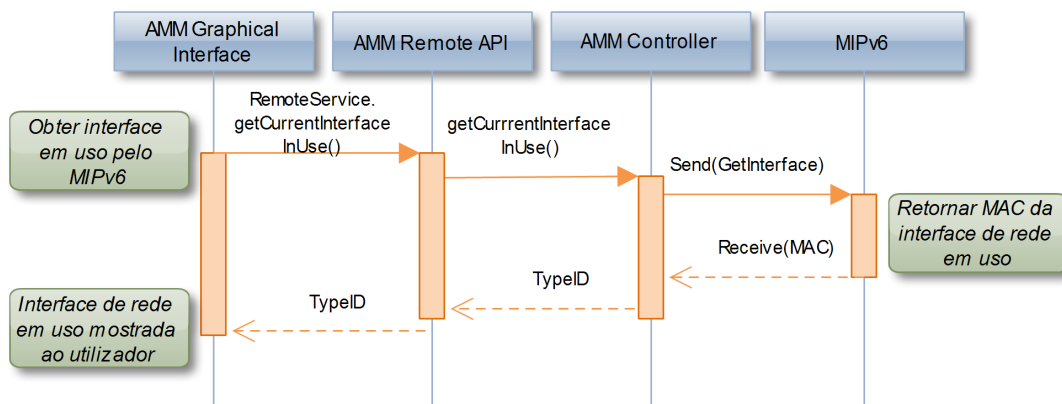 AMM Graphical
Interface
AMM Remote API
AMM Controller
MIPv6
RemoteService.
getCurrentInterface
InUse()
getCurrrentInterface
InUse()
Obter interface
em uso pelo
MIPv6
Send(GetInterface)
Retornar MAC da
interface de rede
em uso
Receive(MAC)
TypeID
TypeID
Interface de rede
em uso mostrada
ao utilizador